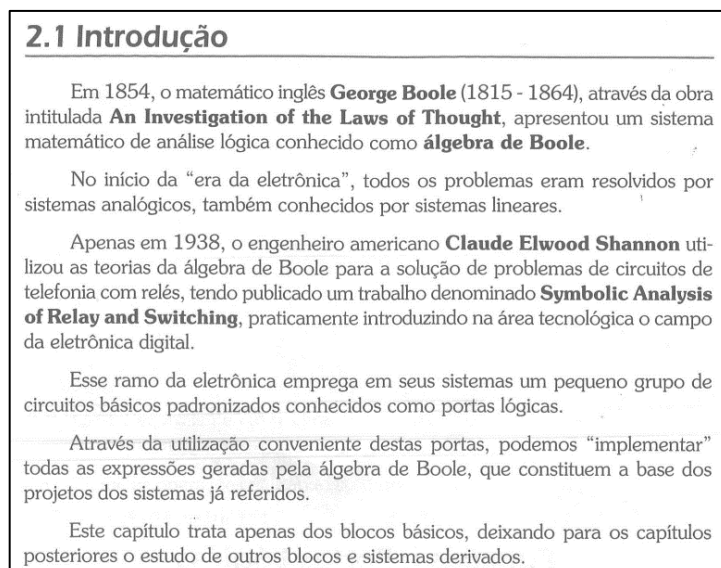 2.1 Introdução
Em 1854, o matemático inglês George Boole (1815 - 1864), através da obra
intitulada An Investigation of the Laws of Thought, apresentou um sistema
matemático de análise lógica conhecido como álgebra de Boole.
No início da “era da eletrônica”, todos os problemas eram resolvidos por
sistemas analógicos, também conhecidos por sistemas lineares.
Apenas em 1938, o engenheiro americano Claude Elwood Shannon uti-
lizou as teorias da álgebra de Boole para a solução de problemas de circuitos de
telefonia com relés, tendo publicado um trabalho denominado Symbolic Analysis
of Relay and Switching, praticamente introduzindo na área tecnológica o campo
da eletrônica digital.
Esse ramo da eletrônica emprega em seus sistemas um pequeno grupo de
circuitos básicos padronizados conhecidos como portas lógicas.
Através da utilização conveniente destas portas, podemos “implementar”
todas as expressões geradas pela álgebra de Boole, que constituem a base dos
projetos dos sistemas já referidos.
Este capítulo trata apenas dos blocos básicos, deixando para os capítulos
posteriores o estudo de outros blocos e sistemas derivados.